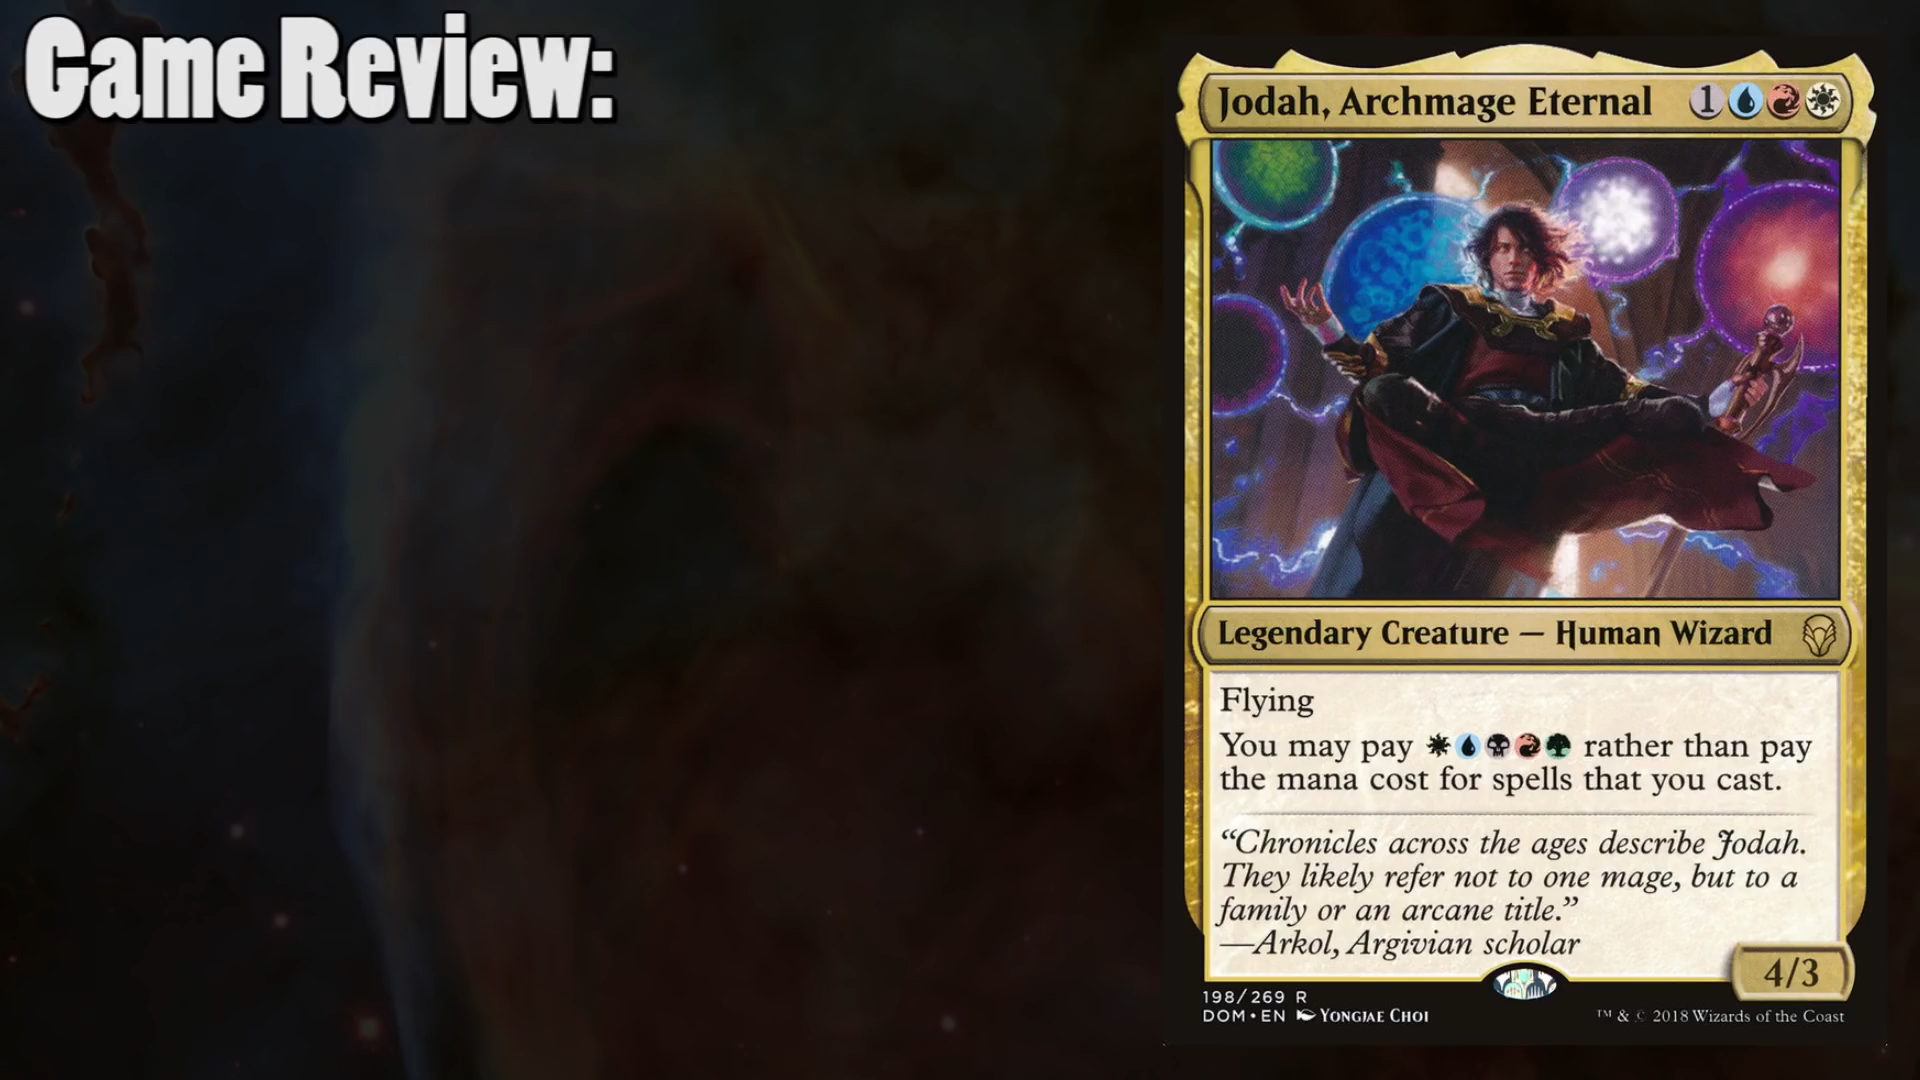 Game Review:
Jodah, Archmage Eternal 1
Legendary Creature — Human Wizard
Flying
You may pay rather than pay
the mana cost for spells that you cast.
“Chronicles across the ages describe Jodah.
They likely refer not to one mage, but to a
family or an arcane title.”
—Arkol, Argivian scholar
4/3
198/269 R
DOM • EN Yongjae Choi
™ & © 2018 Wizards of the Coast